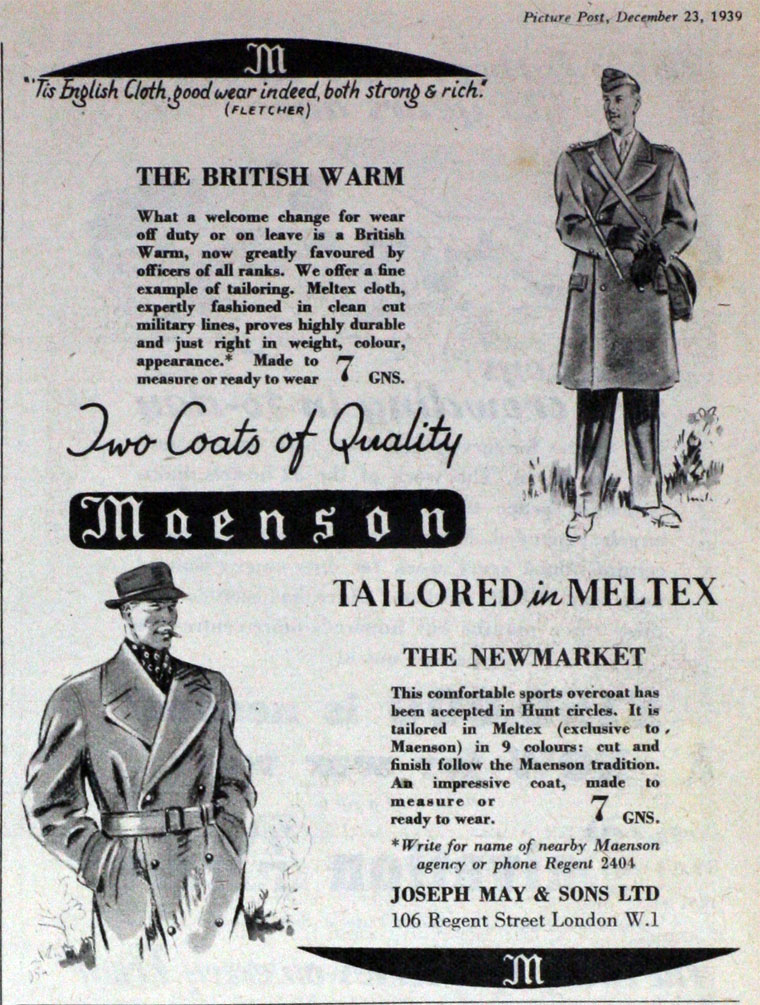 Picture Post, December 23, 1939
M
"'Tis English Cloth, good wear indeed, both strong & rich."
(FLETCHER)
THE BRITISH WARM
What a welcome change for wear
off duty or on leave is a British
Warm, now greatly favoured by
officers of all ranks. We offer a fine
example of tailoring. Meltex cloth,
expertly fashioned in clean cut
military lines, proves highly durable
and just right in weight, colour,
appearance.* Made to
measure or ready to wear 7 GNS.
Two Coats of Quality
Maenson
TAILORED in MELTEX
THE NEWMARKET
This comfortable sports overcoat has
been accepted in Hunt circles. It is
tailored in Meltex (exclusive to
Maenson) in 9 colours: cut and
finish follow the Maenson tradition.
An impressive coat, made to
measure or
ready to wear. 7 GNS.
*Write for name of nearby Maenson
agency or phone Regent 2404
JOSEPH MAY & SONS LTD
106 Regent Street London W.1
M